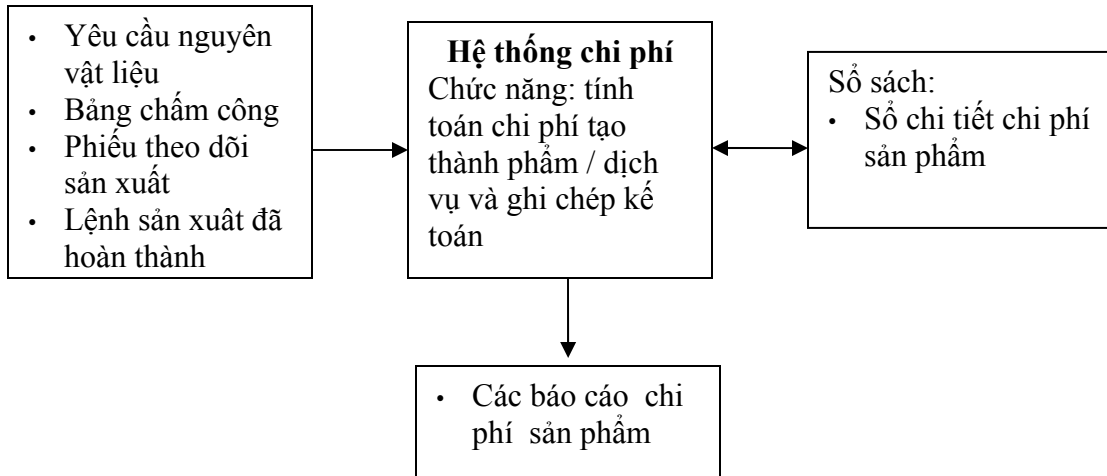 • Yêu cầu nguyên
vật liệu
• Bảng chấm công
• Phiếu theo dõi
sản xuất
• Lệnh sản xuât đã
hoàn thành
Hệ thống chi phí
Chức năng: tính
toán chi phí tạo
thành phẩm / dịch
vụ và ghi chép kế
toán
Sổ sách:
• Sổ chi tiết chi phí
sản phẩm
• Các báo cáo chi
phí sản phẩm